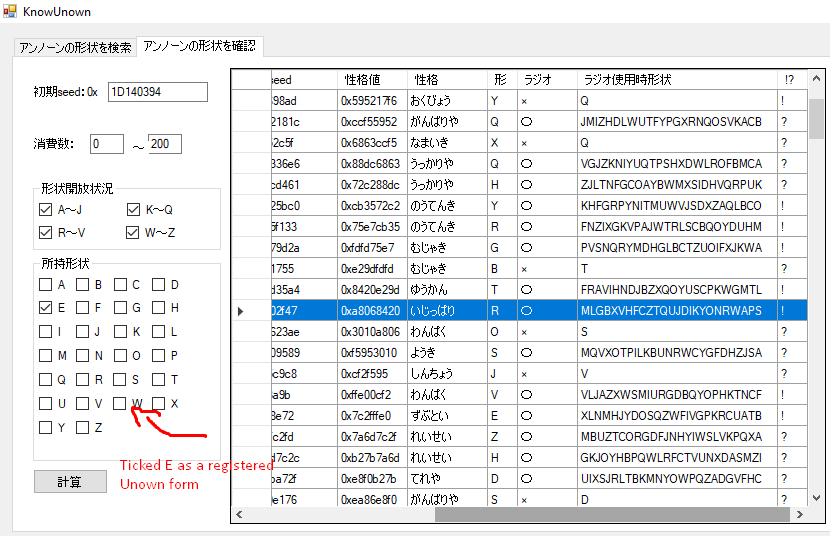 KnowUnown
アンノーンの形状を検索 アンノーンの形状を確認
初期seed: 0x 1D140394
消費数: 0 ～ 200
形状開放状況
A～J K～Q
R～V W～Z
所持形状
A B C D
E F G H
I J K L
M N O P
Q R S T
U V W X
Y Z
計算
Ticked E as a registered
Unown form
seed 性格値 性格 形 ラジオ ラジオ使用時形状 !?
398ad 0x595217f6 おくびょう Y × Q !
2181c 0xccf55952 がんばりや Q ○ JMIZHDLWUTFYPGXRNQOSVKACB ?
2c5f 0x6863ccf5 なまいき X × Q ?
336e6 0x88dc6863 うっかりや Q ○ VGJZKNIYUQTPSHXDWLROFBMCA ?
cd461 0x72c288dc うっかりや H ○ ZJLTNFGCOAYBWMXSIDHVQRPUK ?
25bc0 0xcb3572c2 のうてんき Y ○ KHFGRPYNITMUWVJSDXZAQLBCO !
5f133 0x75e7cb35 のうてんき R ○ FNZIXGKVPAJWTRLSCBQOYDUHM !
79d2a 0xfdfd75e7 むじゃき G ○ PVSNQRYMDHGLBCTZUOIFXJKWA !
1755 0xe29dfdfd むじゃき B × T ?
d35a4 0x8420e29d ゆうかん T ○ FRAVIHNDJBZXQOYUSCPKWGMTL !
02f47 0xa8068420 いじっぱり R ○ MLGBXVHFCZTQUJDIKYONRWAPS !
623ae 0x3010a806 わんぱく O × S ?
09589 0xf5953010 ようき S ○ MQVXOTPILKBUNRWCYGFDHZJSA ?
c9c8 0xcf2f595 しんちょう J × V ?
a9b 0xffe00cf2 わんぱく V ○ VLJAZXWSMIURGDBQYOPHKTNCF !
8e72 0x7c2fffe0 ずぶとい E ○ XLNMHJYDOSQZWFIVGPKRCUATB !
c2fd 0x7a6d7c2f れいせい Z ○ MBUZTCORGDFJNHYIWSLVKPQXA ?
d7c2c 0xb27b7a6d れいせい H ○ GKJOYHBPQWLRFCTVUNXDASMZI ?
ba72f 0xe8f0b27b てれや D ○ UIXSJRLTBKMNYOWPQZADGVFHC ?
0e176 0xea86e8f0 がんばりや S × D ?